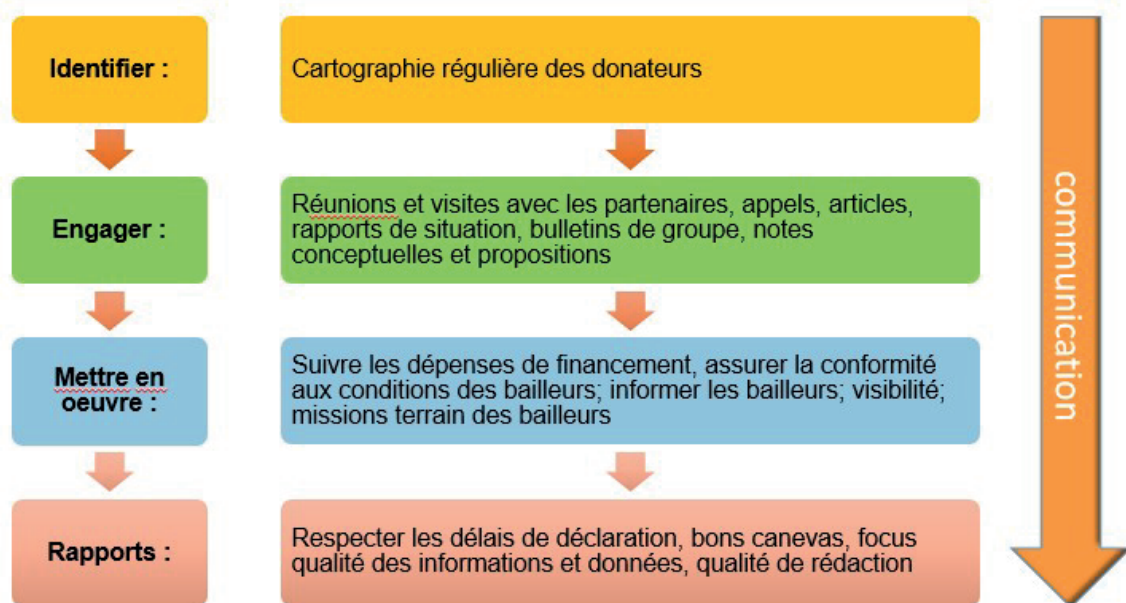 Identifier :
Cartographie régulière des donateurs
Engager :
Réunions et visites avec les partenaires, appels, articles,
rapports de situation, bulletins de groupe, notes
conceptuelles et propositions
Mettre en
oeuvre :
Suivre les dépenses de financement, assurer la conformité
aux conditions des bailleurs; informer les bailleurs; visibilité;
missions terrain des bailleurs
Rapports :
Respecter les délais de déclaration, bons canevas, focus
qualité des informations et données, qualité de rédaction
communication